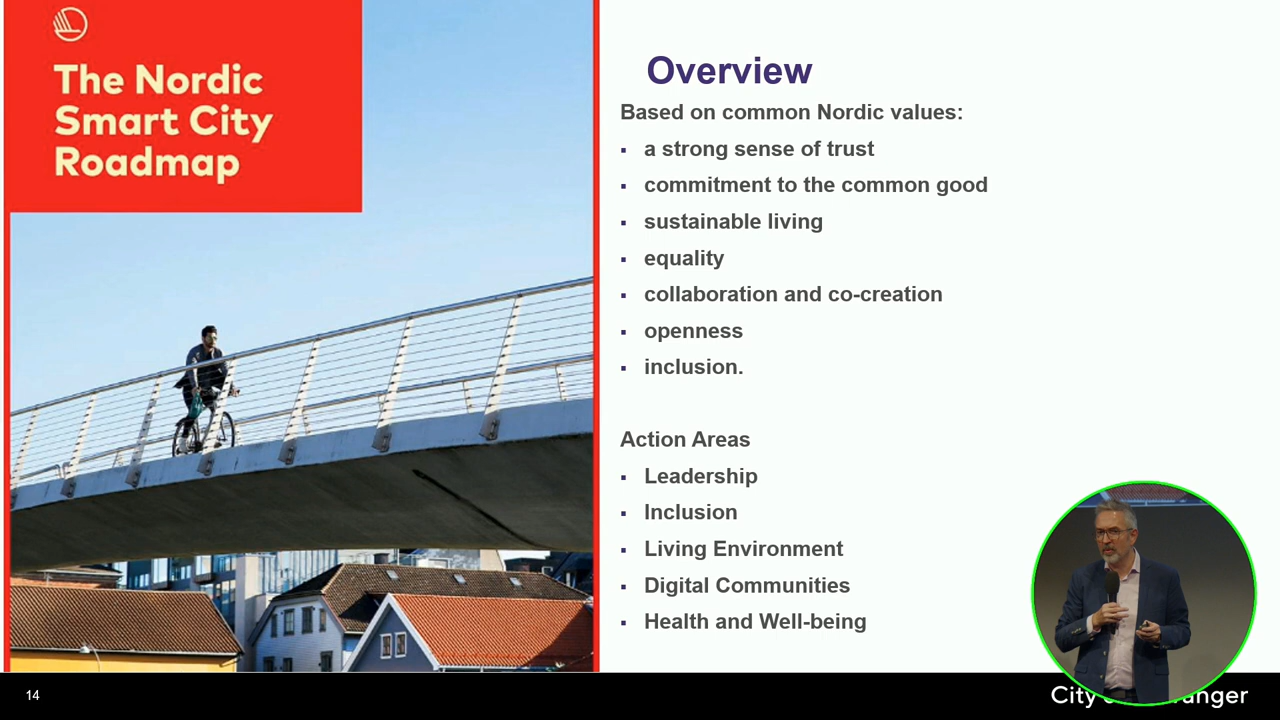 The Nordic
Smart City
Roadmap
Overview
Based on common Nordic values:
▪ a strong sense of trust
▪ commitment to the common good
▪ sustainable living
▪ equality
▪ collaboration and co-creation
▪ openness
▪ inclusion.
Action Areas
▪ Leadership
▪ Inclusion
▪ Living Environment
▪ Digital Communities
▪ Health and Well-being
14
City